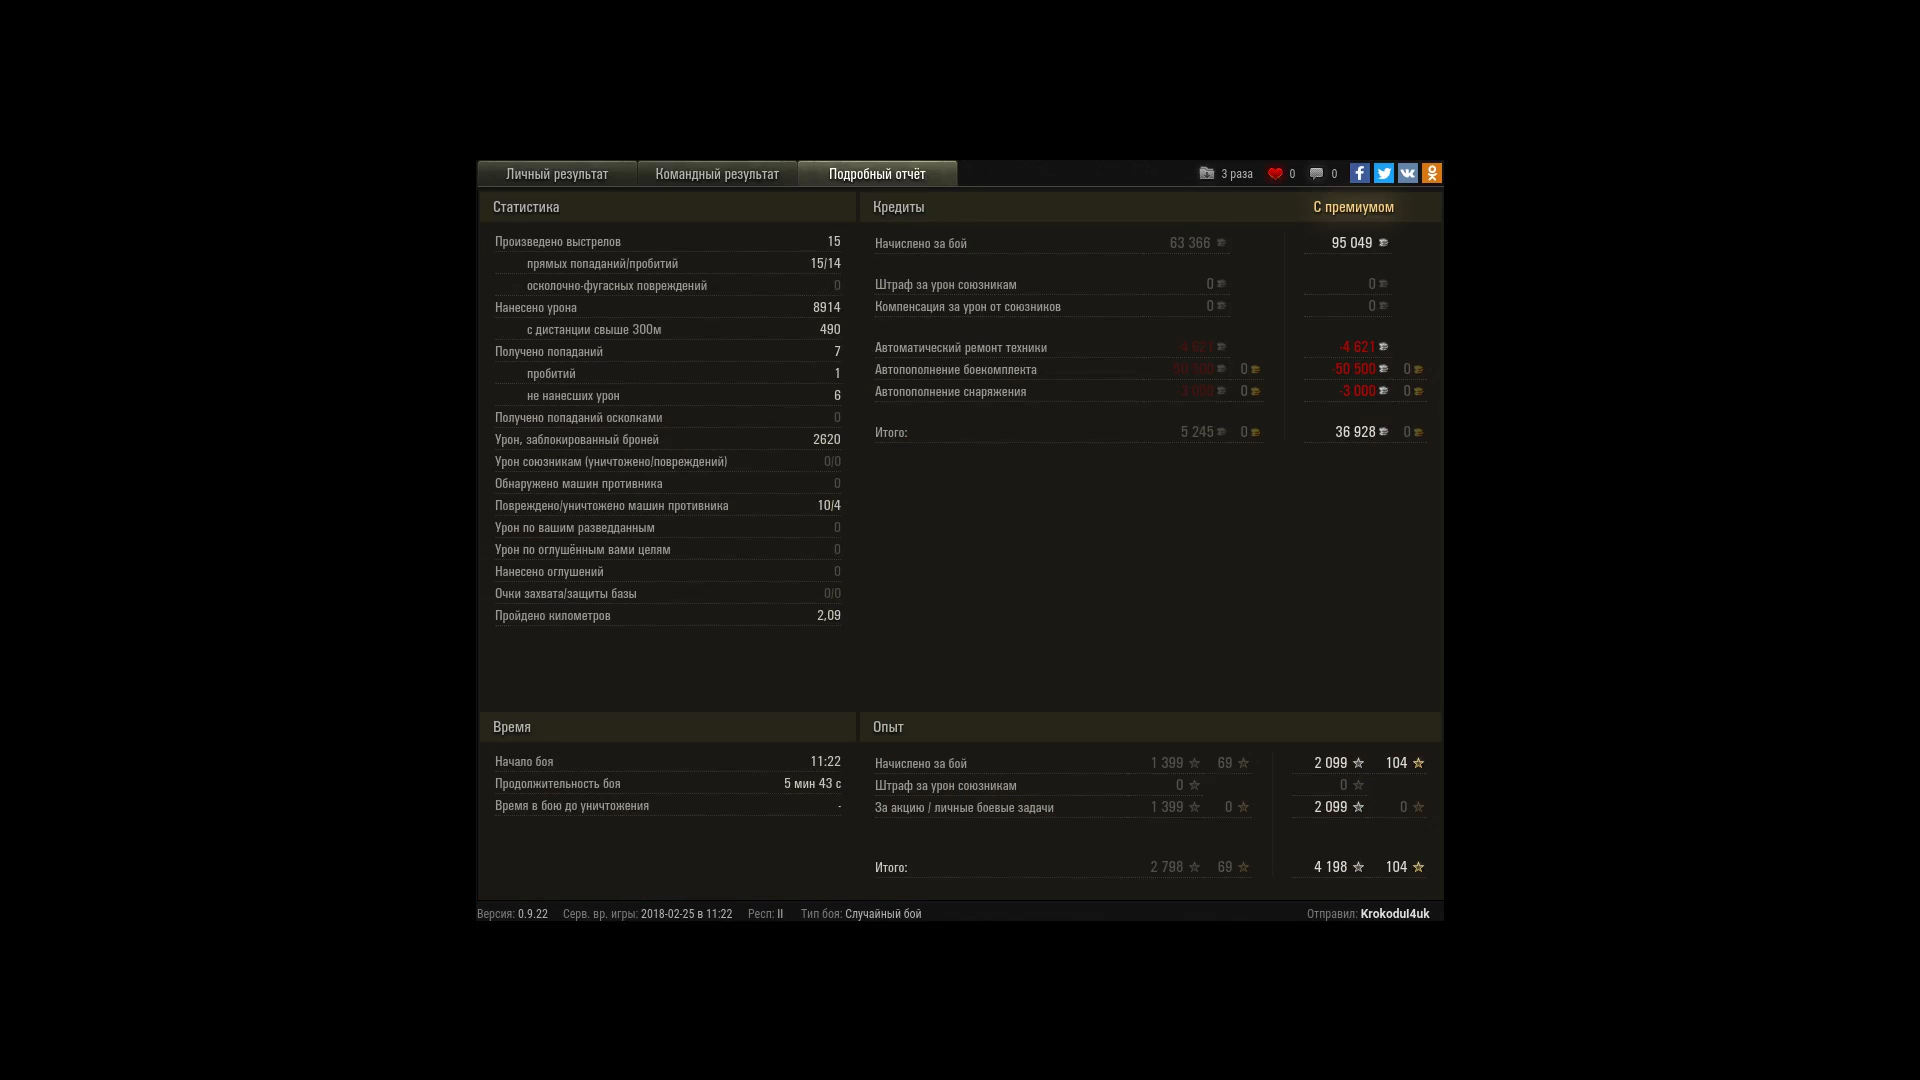 Личный результат Командный результат Подробный отчёт 3 раза 0 0
Статистика
Произведено выстрелов 15
прямых попаданий/пробитий 15/14
осколочно-фугасных повреждений 0
Нанесено урона 8914
с дистанции свыше 300м 490
Получено попаданий 7
пробитий 1
не нанесших урон 6
Получено попаданий осколками 0
Урон, заблокированный броней 2620
Урон союзникам (уничтожено/повреждений) 0/0
Обнаружено машин противника 0
Повреждено/уничтожено машин противника 10/4
Урон по вашим разведданным 0
Урон по оглушённым вами целям 0
Нанесено оглушений 0
Очки захвата/защиты базы 0/0
Пройдено километров 2,09
Кредиты С премиумом
Начислено за бой 63 366 95 049
Штраф за урон союзникам 0 0
Компенсация за урон от союзников 0 0
Автоматический ремонт техники -4 621 -4 621
Автопополнение боекомплекта -50 500 0 -50 500 0
Автопополнение снаряжения -3 000 0 -3 000 0
Итого: 5 245 0 36 928 0
Время
Начало боя 11:22
Продолжительность боя 5 мин 43 с
Время в бою до уничтожения -
Опыт
Начислено за бой 1 399 69 2 099 104
Штраф за урон союзникам 0 0
За акцию / личные боевые задачи 1 399 0 2 099 0
Итого: 2 798 69 4 198 104
Версия: 0.9.22 Серв. вр. игры: 2018-02-25 в 11:22 Респ: II Тип боя: Случайный бой Отправил: KrokoduI4uk